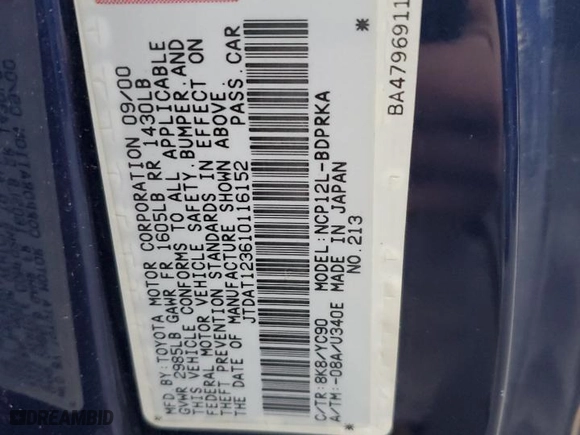 MFD.BY:TOYOTA MOTOR CORPORATION 09/00
GVWR 2985LB GAWR FR 1605LB RR 1430LB
THIS VEHICLE CONFORMS TO ALL APPLICABLE
FEDERAL MOTOR VEHICLE SAFETY,BUMPER,AND
THEFT PREVENTION STANDARDS IN EFFECT ON
THE DATE OF MANUFACTURE SHOWN ABOVE.
JTDAT123610116152 PASS.CAR
*
C/TR:8K8/YC90 MODEL:NCP12L-BDPRKA
A/TM:-08A/U340E MADE IN JAPAN
* NO.213 *
BA4796911
DREAMBID